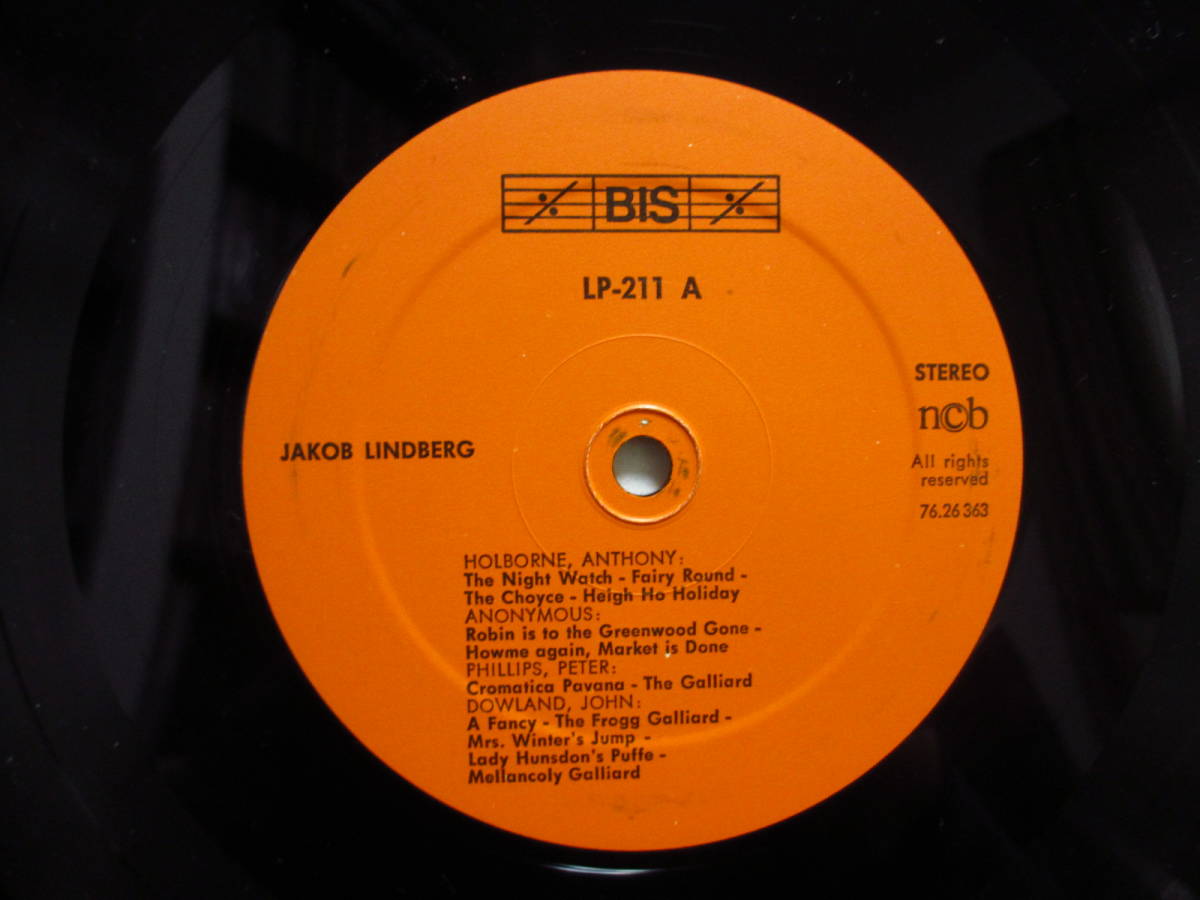 BIS
LP-211 A
STEREO
ncb
All rights
reserved
76.26 363
JAKOB LINDBERG
HOLBORNE, ANTHONY:
The Night Watch - Fairy Round -
The Choyce - Heigh Ho Holiday
ANONYMOUS:
Robin is to the Greenwood Gone -
Howme again, Market is Done
PHILLIPS, PETER:
Cromatica Pavana - The Galliard
DOWLAND, JOHN:
A Fancy - The Frogg Galliard -
Mrs. Winter's Jump -
Lady Hunsdon's Puffe -
Mellancoly Galliard